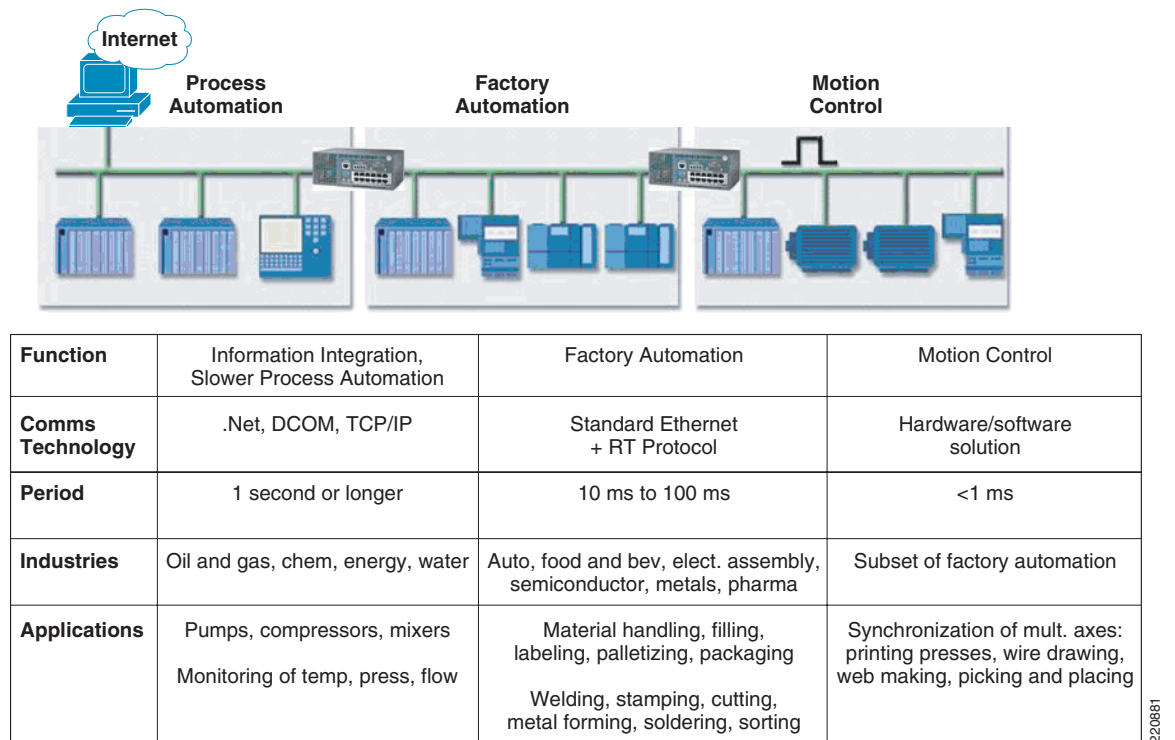 Internet
Process
Automation
Factory
Automation
Motion
Control
Function
Information Integration,
Slower Process Automation
Factory Automation
Motion Control
Comms
Technology
.Net, DCOM, TCP/IP
Standard Ethernet
+ RT Protocol
Hardware/software
solution
Period
1 second or longer
10 ms to 100 ms
<1 ms
Industries
Oil and gas, chem, energy, water
Auto, food and bev, elect. assembly,
semiconductor, metals, pharma
Subset of factory automation
Applications
Pumps, compressors, mixers
Monitoring of temp, press, flow
Material handling, filling,
labeling, palletizing, packaging
Welding, stamping, cutting,
metal forming, soldering, sorting
Synchronization of mult. axes:
printing presses, wire drawing,
web making, picking and placing
220881